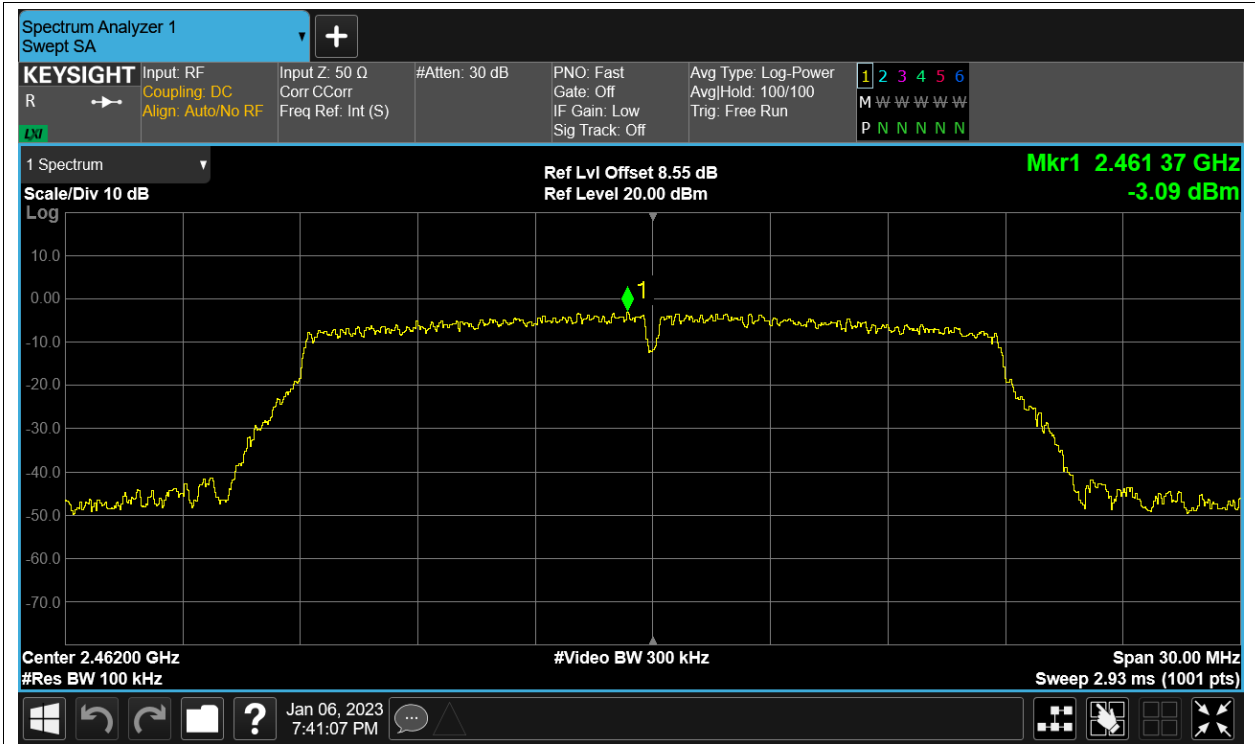 Spectrum Analyzer 1
Swept SA
+
KEYSIGHT
R
LXI
Input: RF
Coupling: DC
Align: Auto/No RF
Input Z: 50 Ω
Corr CCorr
Freq Ref: Int (S)
#Atten: 30 dB
PNO: Fast
Gate: Off
IF Gain: Low
Sig Track: Off
Avg Type: Log-Power
Avg|Hold: 100/100
Trig: Free Run
1 2 3 4 5 6
M W W W W W
P N N N N N
1 Spectrum
Scale/Div 10 dB
Log
Ref Lvl Offset 8.55 dB
Ref Level 20.00 dBm
Mkr1 2.461 37 GHz
-3.09 dBm
10.0
0.00
-10.0
-20.0
-30.0
-40.0
-50.0
-60.0
-70.0
1
Center 2.46200 GHz
#Res BW 100 kHz
#Video BW 300 kHz
Span 30.00 MHz
Sweep 2.93 ms (1001 pts)
?
Jan 06, 2023
7:41:07 PM
...